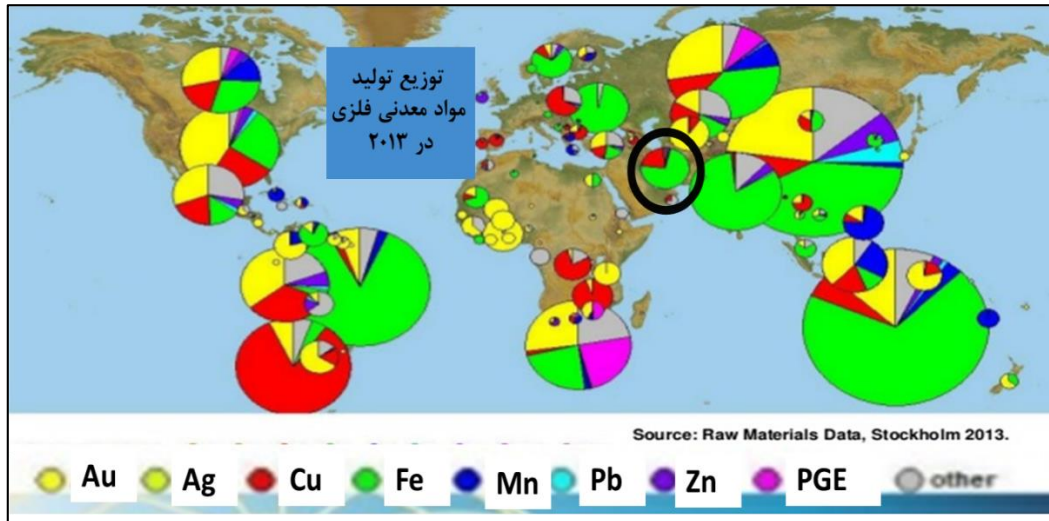 توزیع تولید
مواد معدنی فلزی
در ۲۰۱۳
Source: Raw Materials Data, Stockholm 2013.
Au Ag Cu Fe Mn Pb Zn PGE other